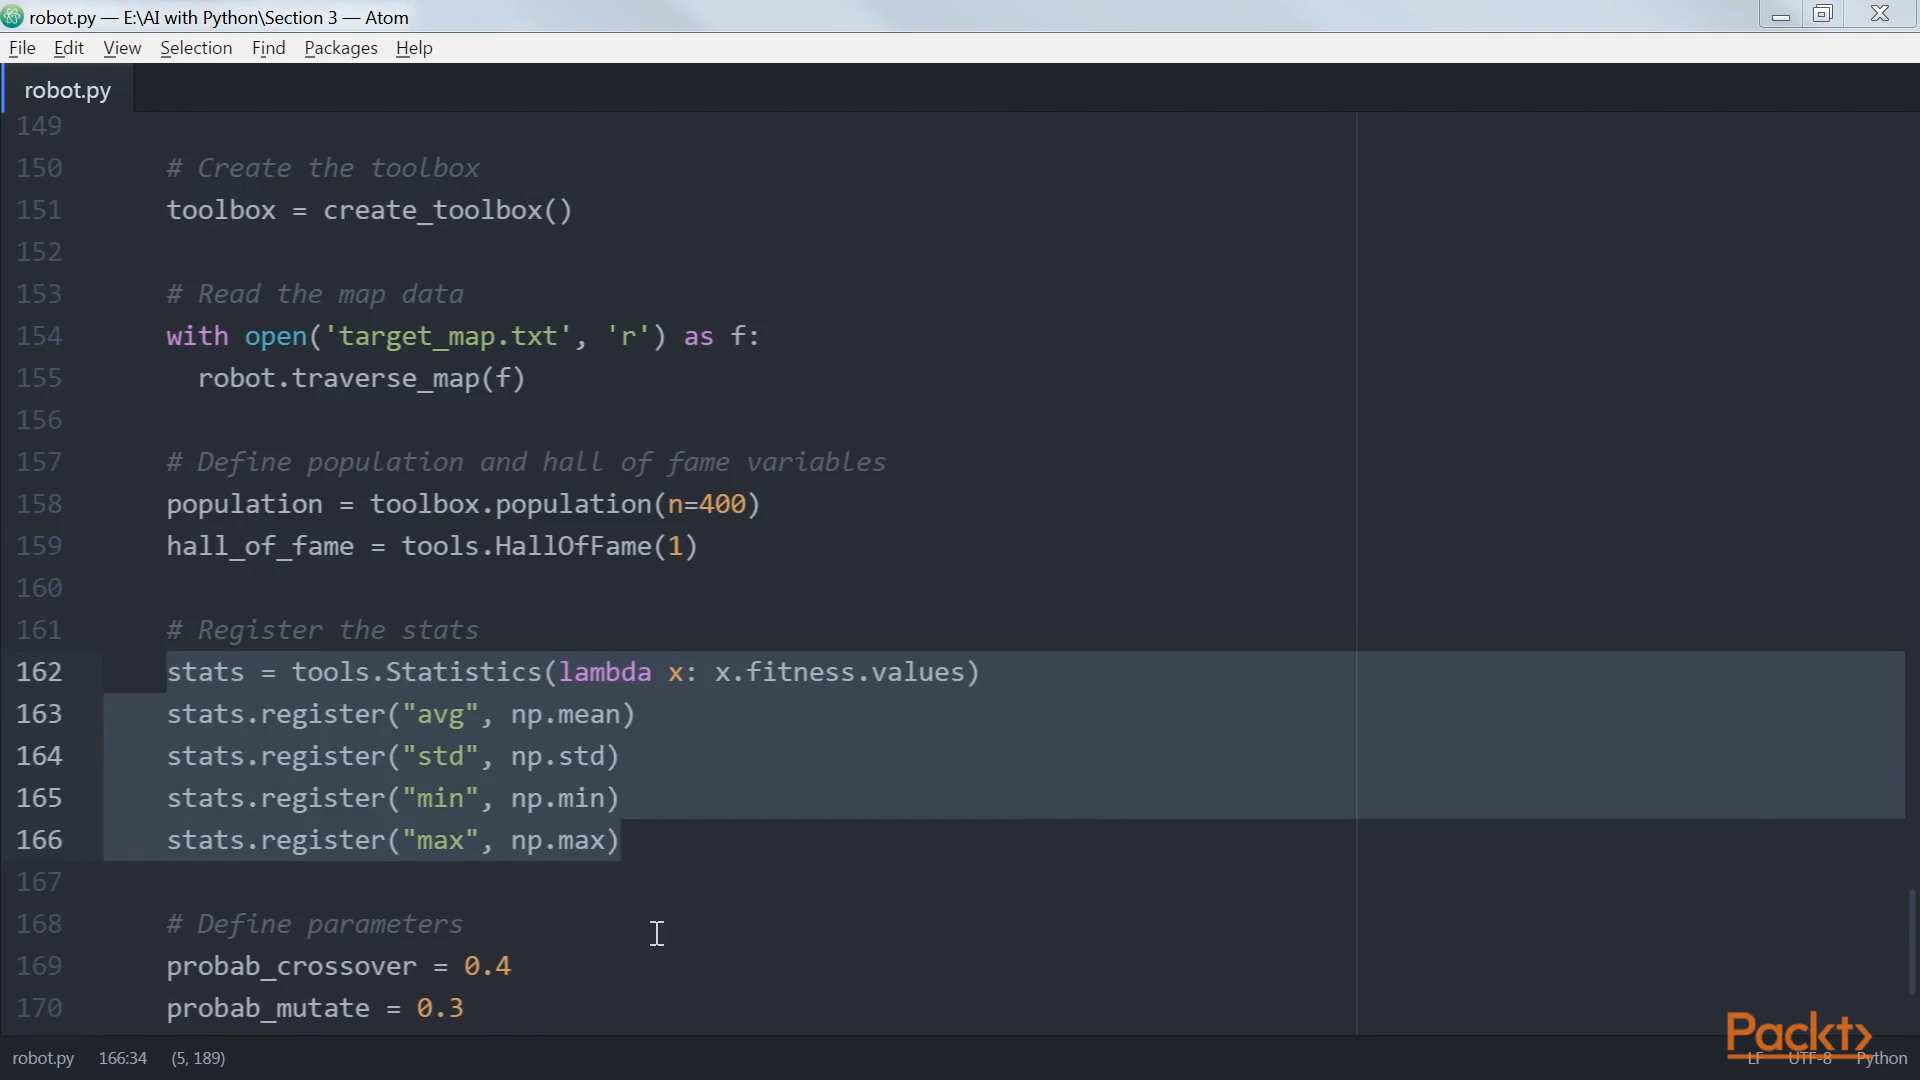 robot.py — E:\AI with Python\Section 3 — Atom
File Edit View Selection Find Packages Help
robot.py
149
150 # Create the toolbox
151 toolbox = create_toolbox()
152
153 # Read the map data
154 with open('target_map.txt', 'r') as f:
155 robot.traverse_map(f)
156
157 # Define population and hall of fame variables
158 population = toolbox.population(n=400)
159 hall_of_fame = tools.HallOfFame(1)
160
161 # Register the stats
162 stats = tools.Statistics(lambda x: x.fitness.values)
163 stats.register("avg", np.mean)
164 stats.register("std", np.std)
165 stats.register("min", np.min)
166 stats.register("max", np.max)
167
168 # Define parameters
169 probab_crossover = 0.4
170 probab_mutate = 0.3
Packt>
robot.py 166:34 (5, 189) LF UTF-8 Python